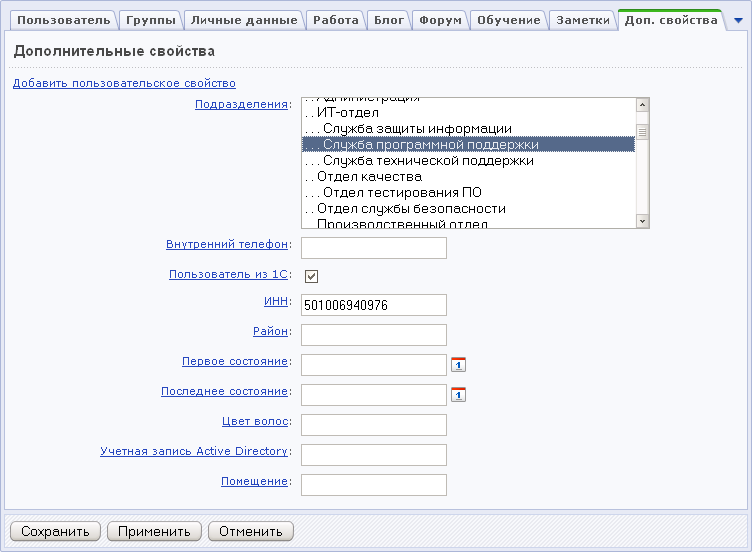 Пользователь Группы Личные данные Работа Блог Форум Обучение Заметки Доп. свойства
Дополнительные свойства
Добавить пользовательское свойство
Подразделения:
. . Администрация
. . ИТ-отдел
. . . Служба защиты информации
. . . Служба программной поддержки
. . . Служба технической поддержки
. . Отдел качества
. . . Отдел тестирования ПО
. . Отдел службы безопасности
. . Производственный отдел
Внутренний телефон:
Пользователь из 1С:
ИНН: 501006940976
Район:
Первое состояние: 1
Последнее состояние: 1
Цвет волос:
Учетная запись Active Directory:
Помещение:
Сохранить Применить Отменить